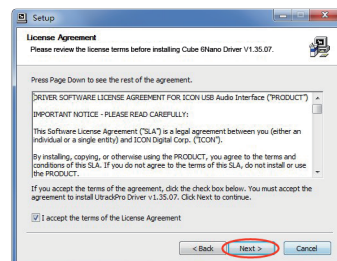 Setup
License Agreement
Please review the license terms before installing Cube 6Nano Driver V1.35.07.
Press Page Down to see the rest of the agreement.
DRIVER SOFTWARE LICENSE AGREEMENT FOR ICON USB Audio Interface ("PRODUCT")
IMPORTANT NOTICE - PLEASE READ CAREFULLY:
This Software License Agreement ("SLA") is a legal agreement between you (either an
individual or a single entity) and ICON Digital Corp. ("ICON").
By installing, copying, or otherwise using the PRODUCT, you agree to the terms and
conditions of this SLA. If you do not agree to the terms of this SLA, do not install or use
the PRODUCT.
If you accept the terms of the agreement, click the check box below. You must accept the
agreement to install UtrackPro Driver v1.35.07. Click Next to continue.
I accept the terms of the License Agreement
< Back Next > Cancel